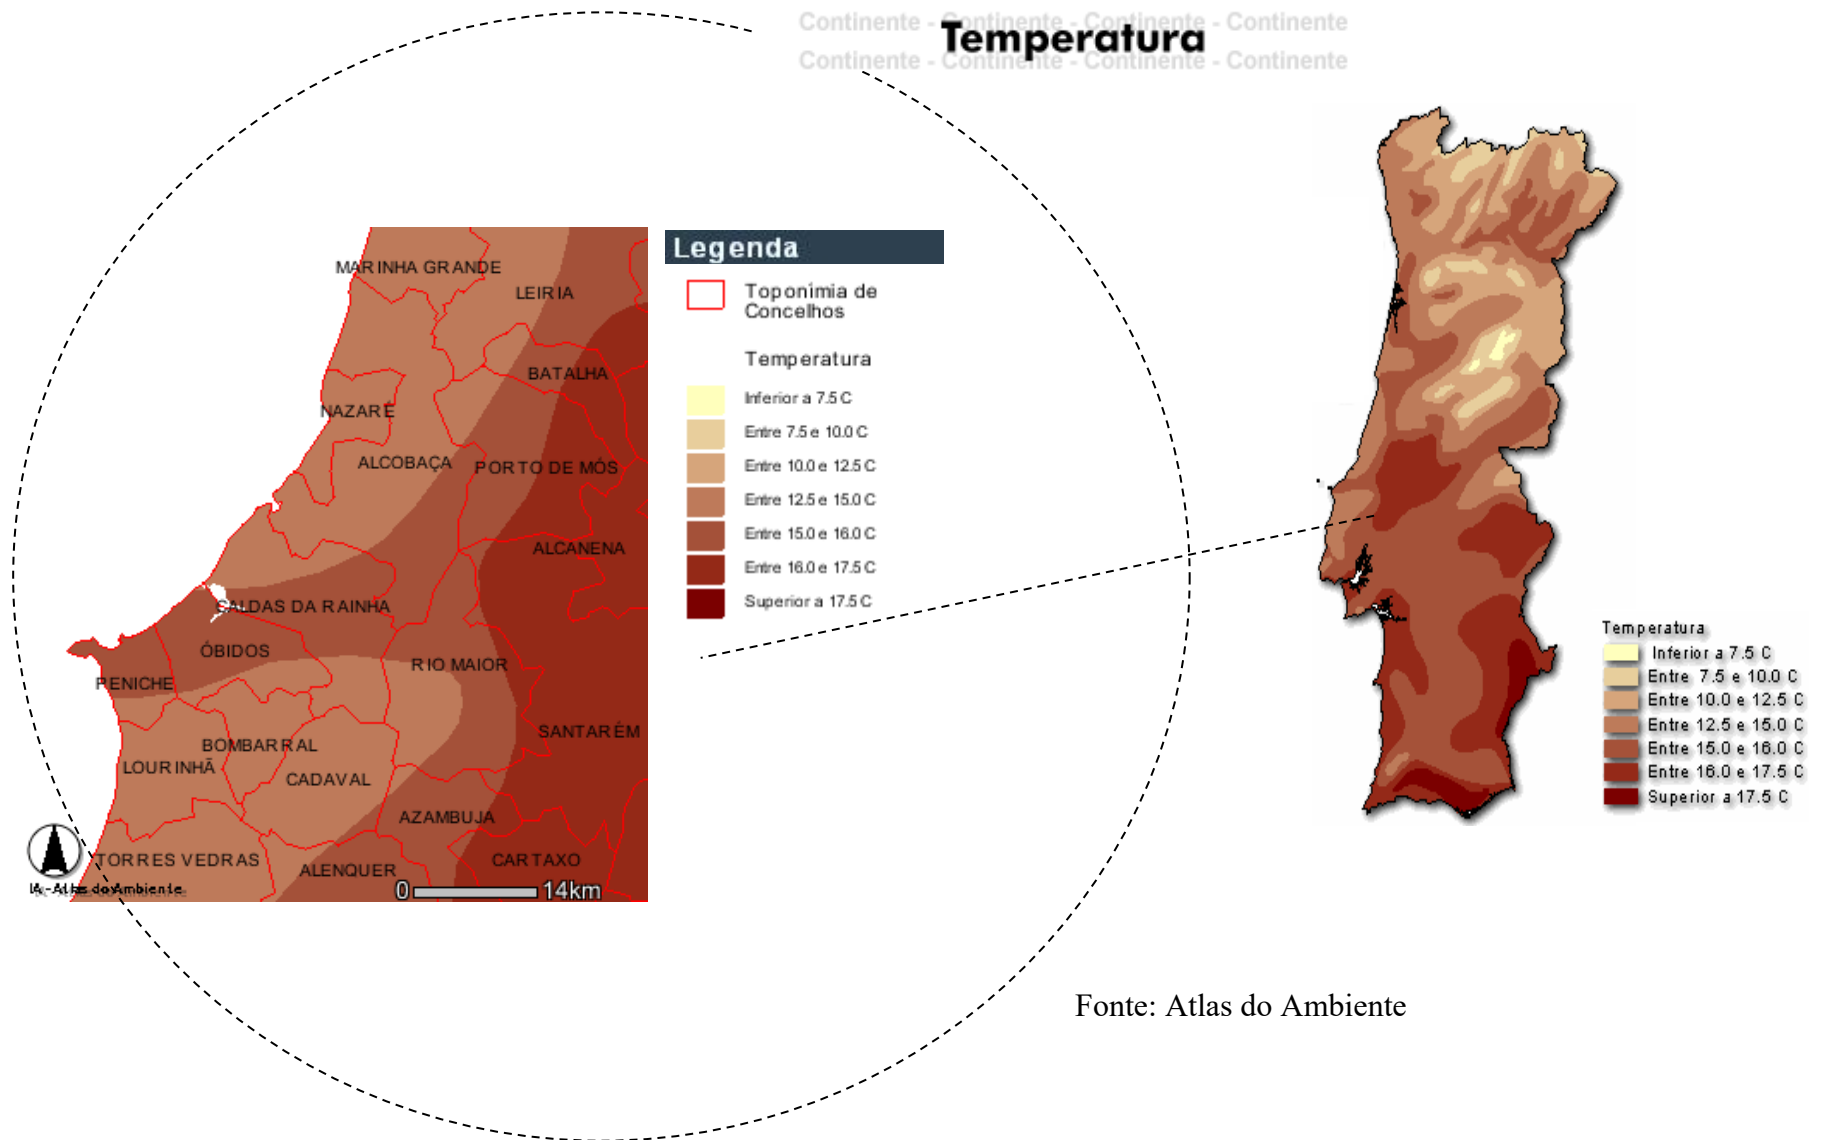 Continente - Continente - Continente - Continente
Temperatura
Continente - Continente - Continente - Continente
MARINHA GRANDE
LEIRIA
BATALHA
NAZARÉ
ALCOBAÇA
PORTO DE MÓS
ALCANENA
CALDAS DA RAINHA
ÓBIDOS
RIO MAIOR
PENICHE
SANTARÉM
BOMBARRAL
LOURINHÃ
CADAVAL
AZAMBUJA
TORRES VEDRAS
ALENQUER
CARTAXO
IA - Atlas do Ambiente
0 14km
Legenda
Toponimia de
Concelhos
Temperatura
Inferior a 7.5 C
Entre 7.5 e 10.0 C
Entre 10.0 e 12.5 C
Entre 12.5 e 15.0 C
Entre 15.0 e 16.0 C
Entre 16.0 e 17.5 C
Superior a 17.5 C
Temperatura
Inferior a 7.5 C
Entre 7.5 e 10.0 C
Entre 10.0 e 12.5 C
Entre 12.5 e 15.0 C
Entre 15.0 e 16.0 C
Entre 16.0 e 17.5 C
Superior a 17.5 C
Fonte: Atlas do Ambiente